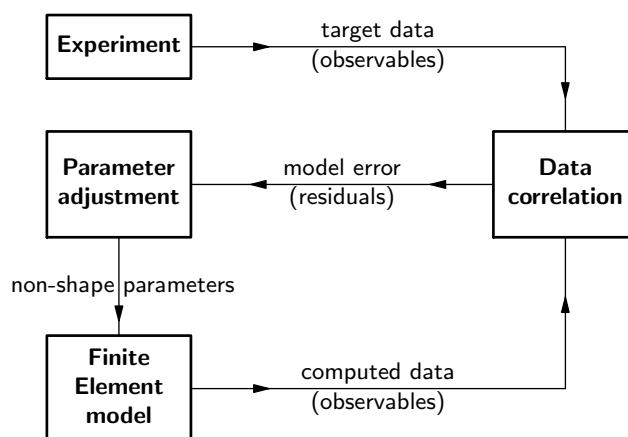 Experiment
target data
(observables)
Parameter
adjustment
model error
(residuals)
Data
correlation
non-shape parameters
Finite
Element
model
computed data
(observables)